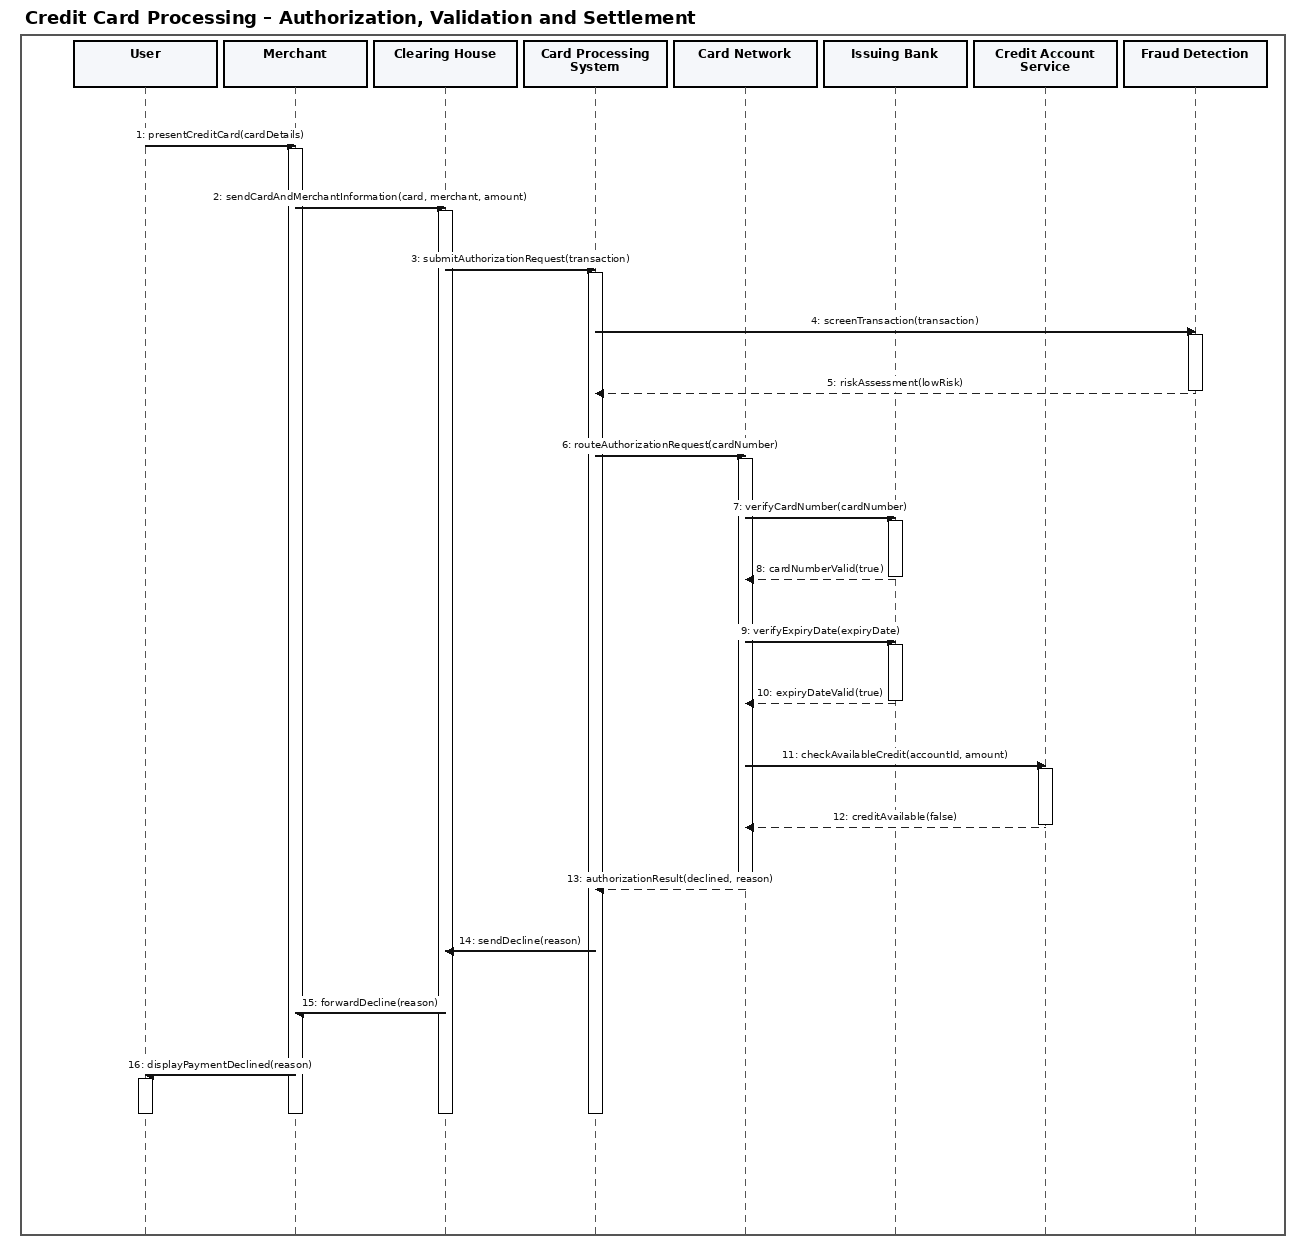 Credit Card Processing – Authorization, Validation and Settlement
User
Merchant
Clearing House
Card Processing
System
Card Network
Issuing Bank
Credit Account
Service
Fraud Detection
1: presentCreditCard(cardDetails)
2: sendCardAndMerchantInformation(card, merchant, amount)
3: submitAuthorizationRequest(transaction)
4: screenTransaction(transaction)
5: riskAssessment(lowRisk)
6: routeAuthorizationRequest(cardNumber)
7: verifyCardNumber(cardNumber)
8: cardNumberValid(true)
9: verifyExpiryDate(expiryDate)
10: expiryDateValid(true)
11: checkAvailableCredit(accountId, amount)
12: creditAvailable(false)
13: authorizationResult(declined, reason)
14: sendDecline(reason)
15: forwardDecline(reason)
16: displayPaymentDeclined(reason)